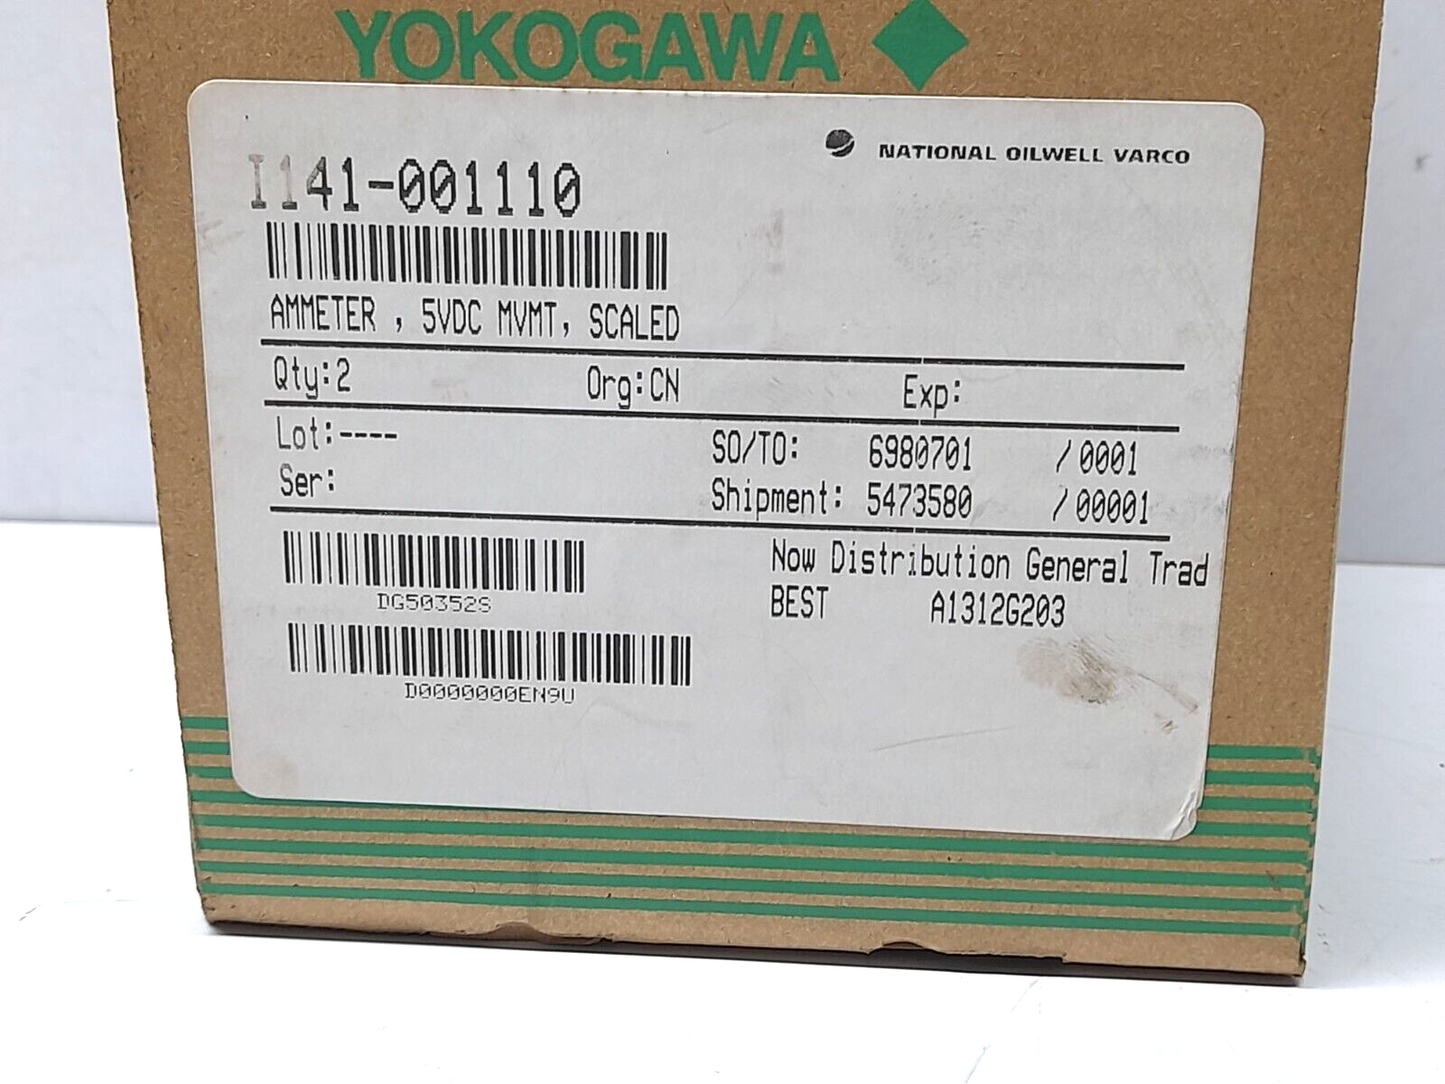 YOKOGAWA
NATIONAL OILWELL VARCO
I141-001110
AMMETER , 5VDC MVMT, SCALED
Qty:2 Org:CN Exp:
Lot:---- SO/TO: 6980701 /0001
Ser: Shipment: 5473580 /00001
Now Distribution General Trad
DG50352S
BEST A1312G203
D0000000EN9U